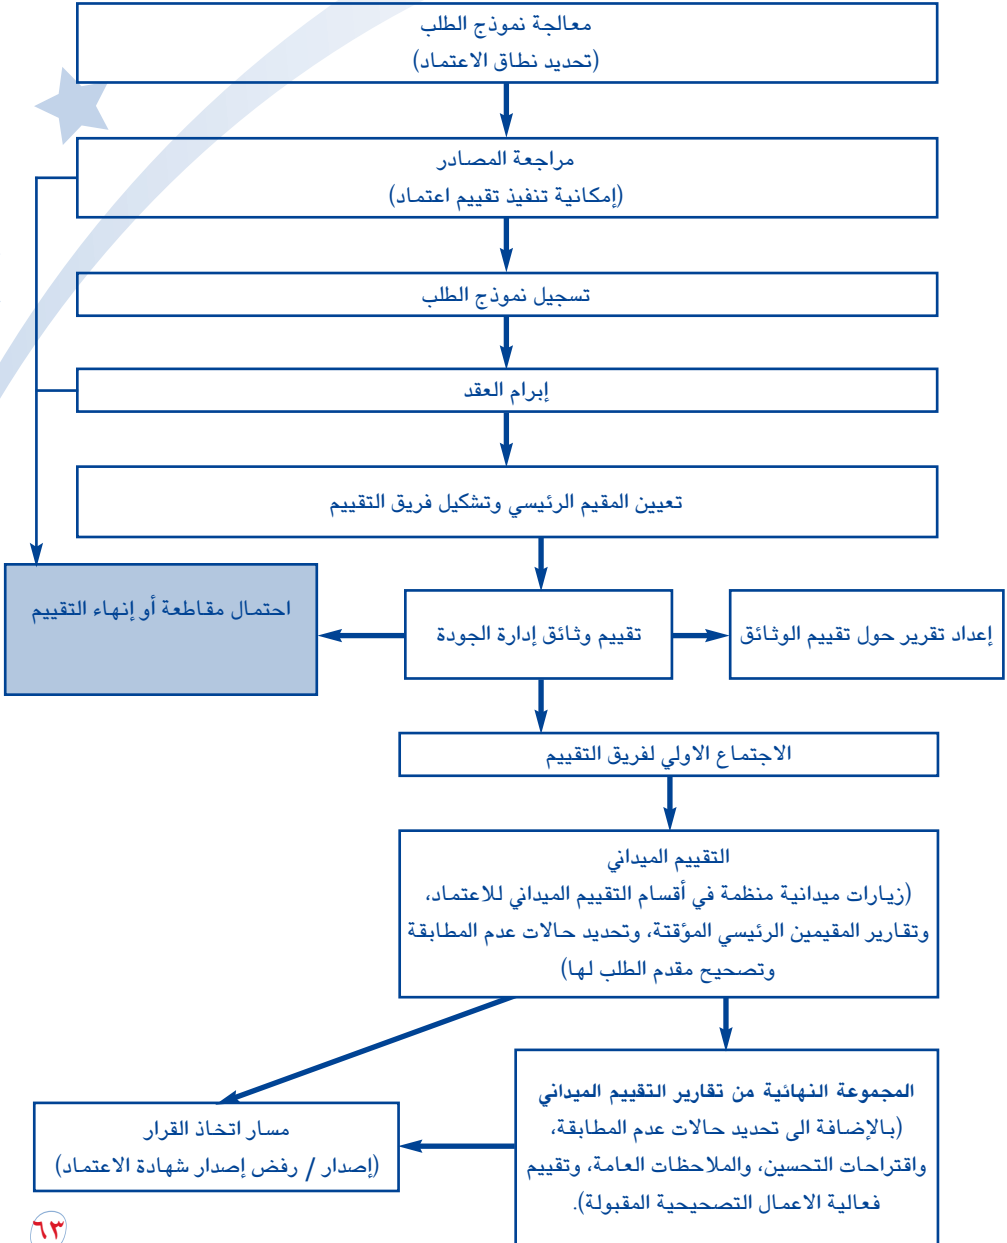 معالجة نموذج الطلب
(تحديد نطاق الاعتماد)
مراجعة المصادر
(إمكانية تنفيذ تقييم اعتماد)
تسجيل نموذج الطلب
إبرام العقد
تعيين المقيم الرئيسي وتشكيل فريق التقييم
إعداد تقرير حول تقييم الوثائق
تقييم وثائق إدارة الجودة
احتمال مقاطعة أو إنهاء التقييم
الاجتماع الاولي لفريق التقييم
التقييم الميداني
(زيارات ميدانية منظمة في أقسام التقييم الميداني للاعتماد،
وتقارير المقيمين الرئيسي المؤقتة، وتحديد حالات عدم المطابقة
وتصحيح مقدم الطلب لها)
المجموعة النهائية من تقارير التقييم الميداني
(بالإضافة الى تحديد حالات عدم المطابقة،
واقتراحات التحسين، والملاحظات العامة، وتقييم
فعالية الاعمال التصحيحية المقبولة).
مسار اتخاذ القرار
(إصدار / رفض إصدار شهادة الاعتماد)
٦٣